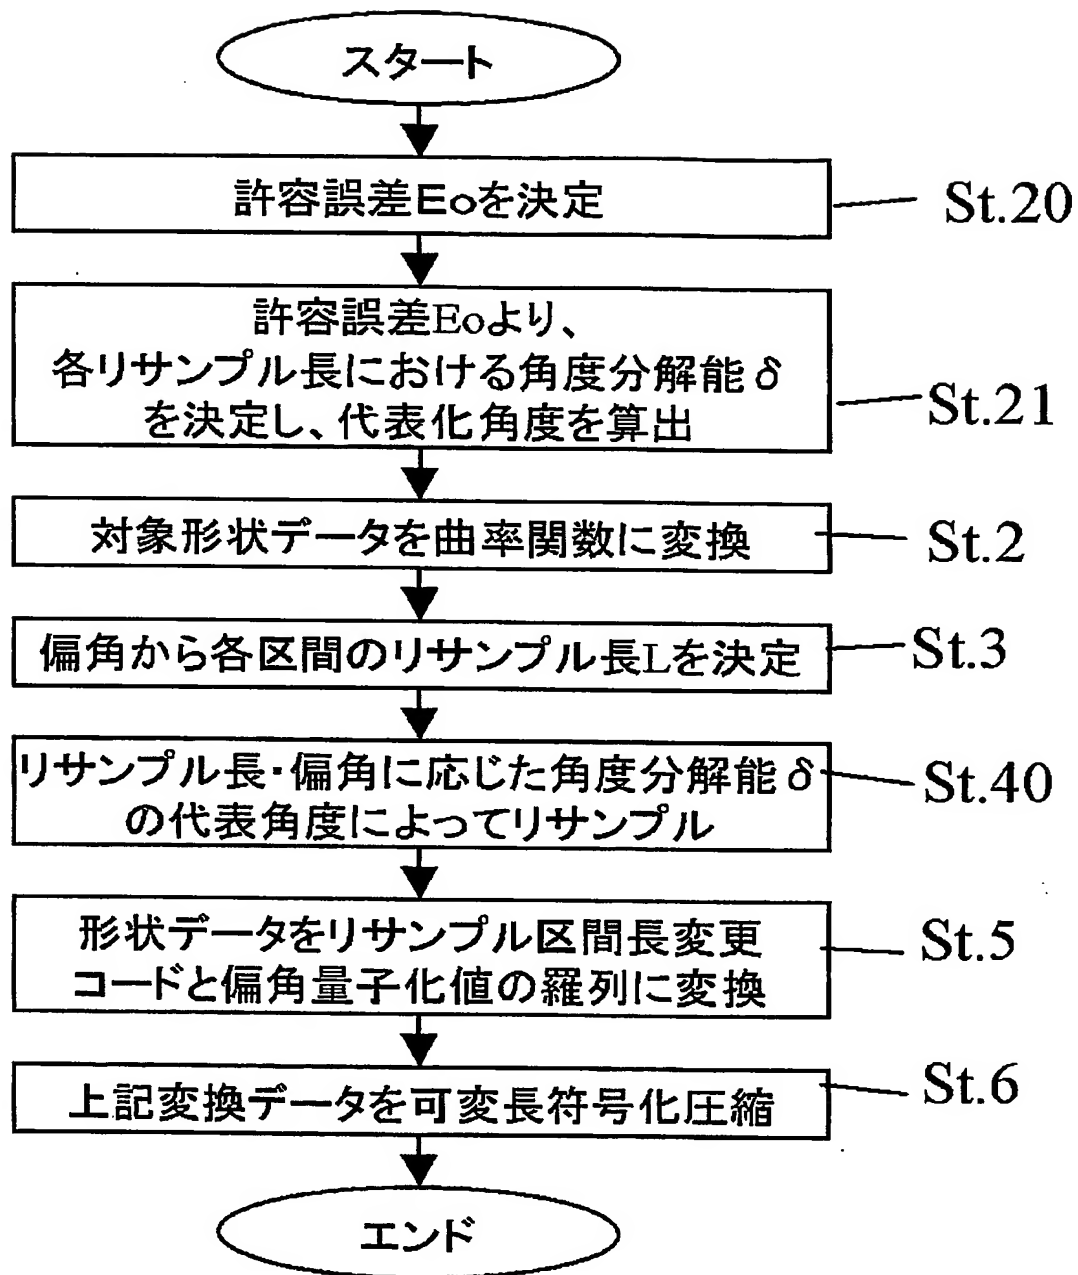 スタート
許容誤差Eoを決定
St.20
許容誤差Eoより、
各リサンプル長における角度分解能δ
を決定し、代表化角度を算出
St.21
対象形状データを曲率関数に変換
St.2
偏角から各区間のリサンプル長Lを決定
St.3
リサンプル長・偏角に応じた角度分解能δ
の代表角度によってリサンプル
St.40
形状データをリサンプル区間長変更
コードと偏角量子化値の羅列に変換
St.5
上記変換データを可変長符号化圧縮
St.6
エンド